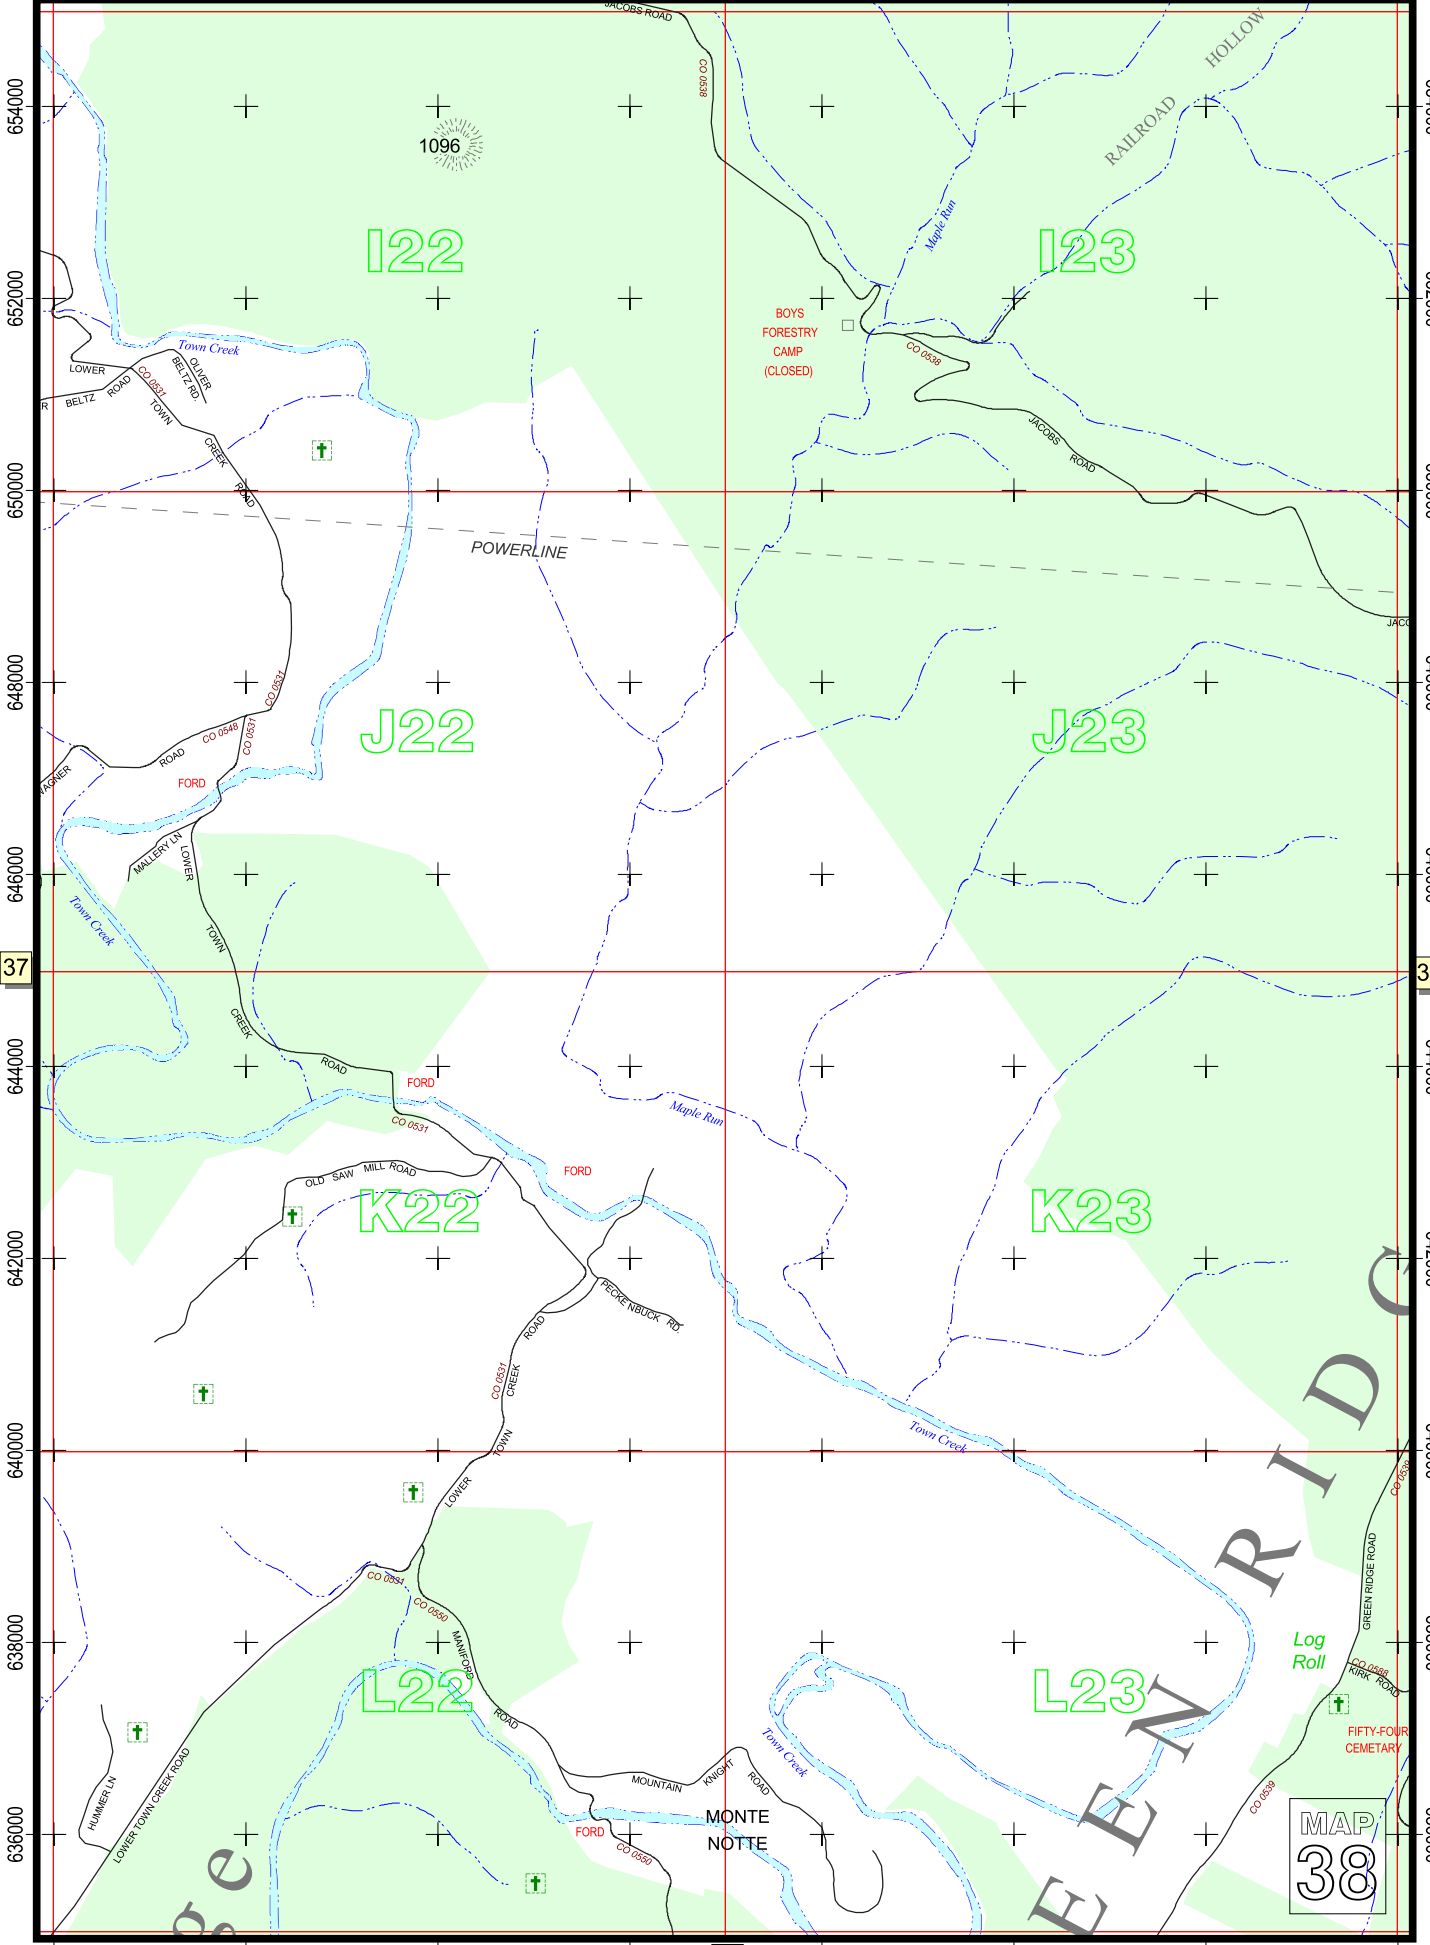 JACOBS ROAD
HOLLOW
CO 0538
654000
RAILROAD
1096
Maple Run
I22
I23
652000
BOYS
FORESTRY
CAMP
(CLOSED)
Town Creek
OLIVER
BELTZ RD.
LOWER
CO 0531
BELTZ ROAD
CO 0538
TOWN
CREEK
ROAD
JACOBS
ROAD
650000
POWERLINE
JACO
648000
CO 0531
J22
J23
CO 0548
CO 0531
ROAD
WAGNER
FORD
MALLERY LN
LOWER
646000
Town Creek
TOWN
37
3
CREEK
ROAD
644000
FORD
Maple Run
CO 0531
FORD
OLD SAW MILL ROAD
K22
K23
642000
PECKENBUCK RD.
ROAD
CREEK
CO 0531
TOWN
Town Creek
640000
LOWER
CO 0539
GREEN RIDGE ROAD
CO 0531
CO 0550
638000
MANIFORD
ROAD
Log
Roll
CO 0588
KIRK ROAD
L22
L23
FIFTY-FOUR
CEMETARY
Town Creek
HUMMER LN
LOWER TOWN CREEK ROAD
MOUNTAIN
KNIGHT
ROAD
CO 0539
MONTE
NOTTE
636000
FORD
CO 0550
MAP
38
EEN RIDG
ge